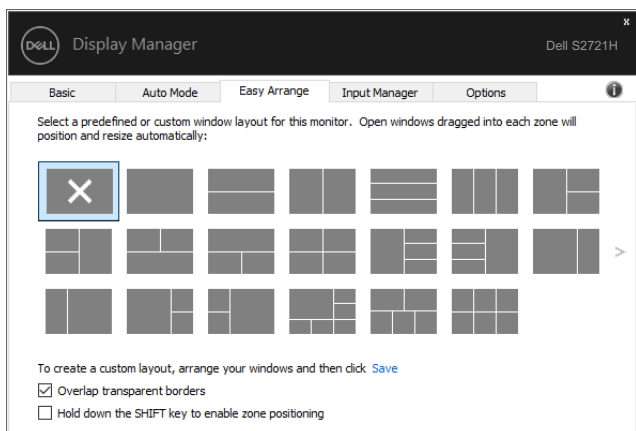 x
DELL Display Manager Dell S2721H
Basic Auto Mode Easy Arrange Input Manager Options
Select a predefined or custom window layout for this monitor. Open windows dragged into each zone will
position and resize automatically:
To create a custom layout, arrange your windows and then click Save
Overlap transparent borders
Hold down the SHIFT key to enable zone positioning